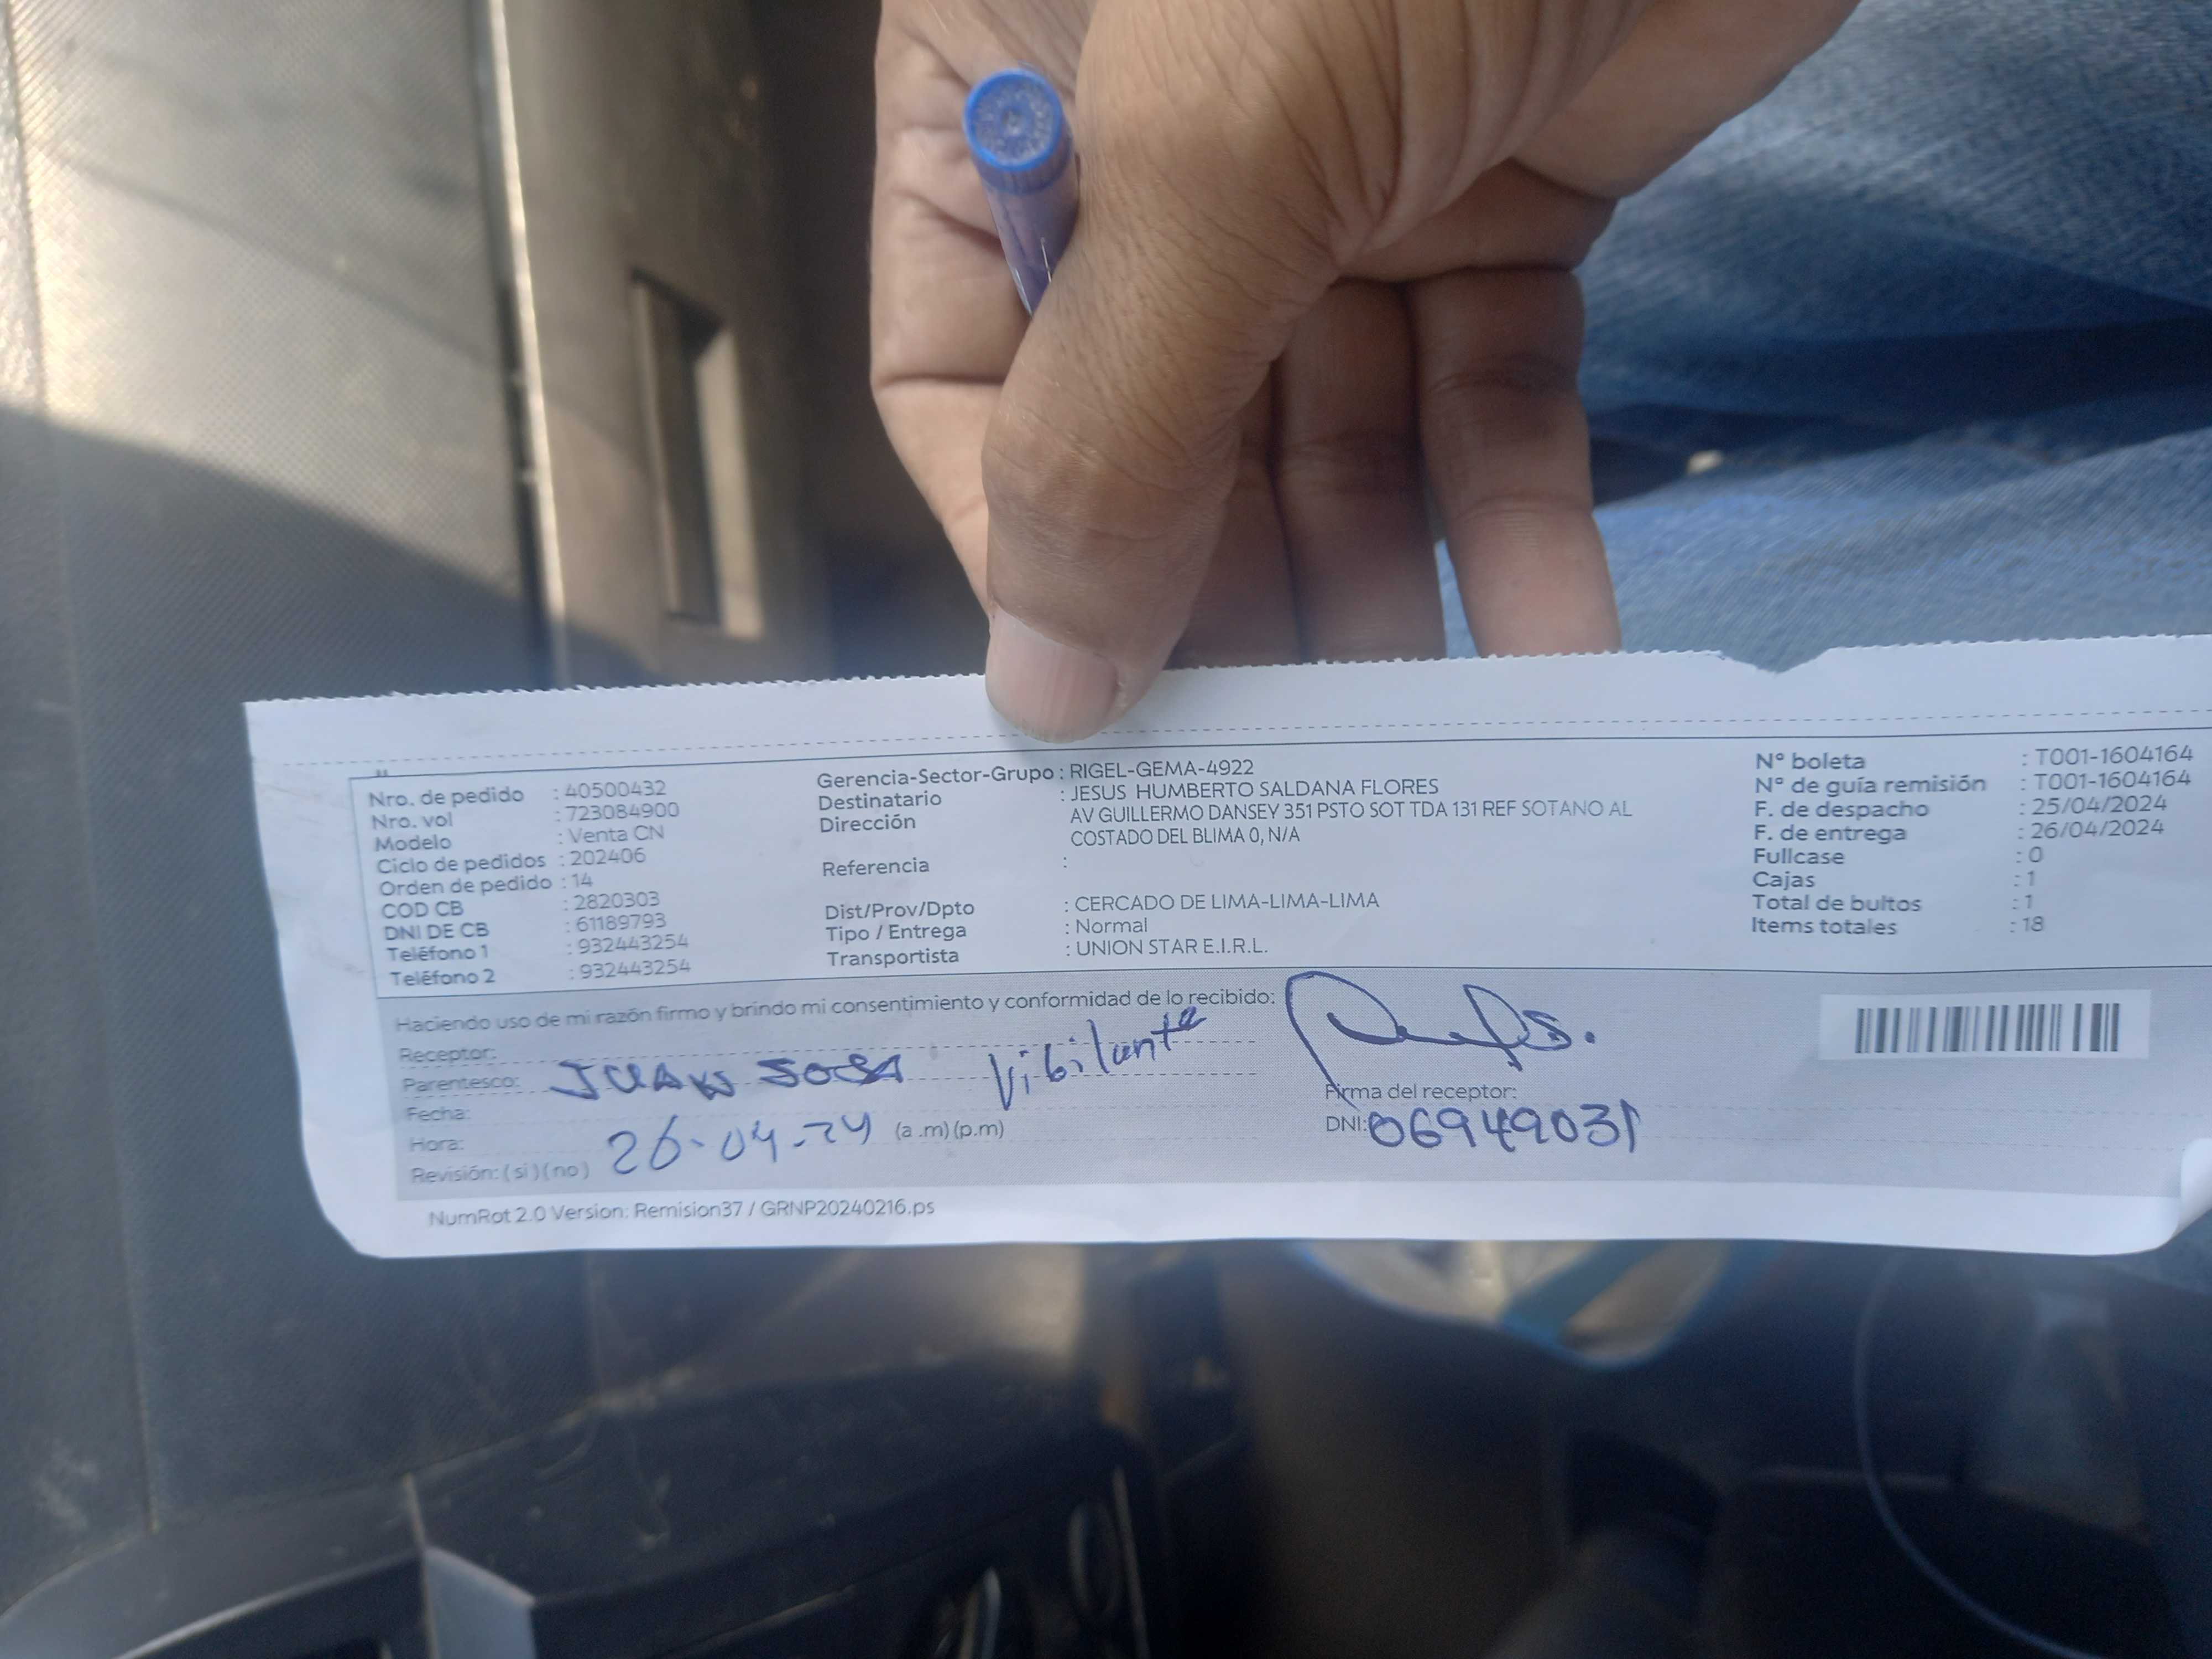 Nro. de pedido : 40500432
Nro. vol : 723084900
Modelo : Venta CN
Ciclo de pedidos : 202406
Orden de pedido : 14
COD CB : 2820303
DNI DE CB : 61189793
Teléfono 1 : 932443254
Teléfono 2 : 932443254
Gerencia-Sector-Grupo : RIGEL-GEMA-4922
Destinatario : JESUS HUMBERTO SALDANA FLORES
Dirección AV GUILLERMO DANSEY 351 PSTO SOT TDA 131 REF SOTANO AL
COSTADO DEL BLIMA 0, N/A
Referencia :
Dist/Prov/Dpto : CERCADO DE LIMA-LIMA-LIMA
Tipo / Entrega : Normal
Transportista : UNION STAR E.I.R.L.
N° boleta : T001-1604164
N° de guía remisión : T001-1604164
F. de despacho : 25/04/2024
F. de entrega : 26/04/2024
Fullcase : 0
Cajas : 1
Total de bultos : 1
Items totales : 18
Haciendo uso de mi razón firmo y brindo mi consentimiento y conformidad de lo recibido:
Receptor:
Parentesco: JUAN SOSA Vibilante
Fecha:
Hora: 26-04-24 (a .m) (p.m)
Revisión: ( si ) ( no )
Firma del receptor:
DNI: 06949031
NumRot 2.0 Version: Remision37 / GRNP20240216.ps